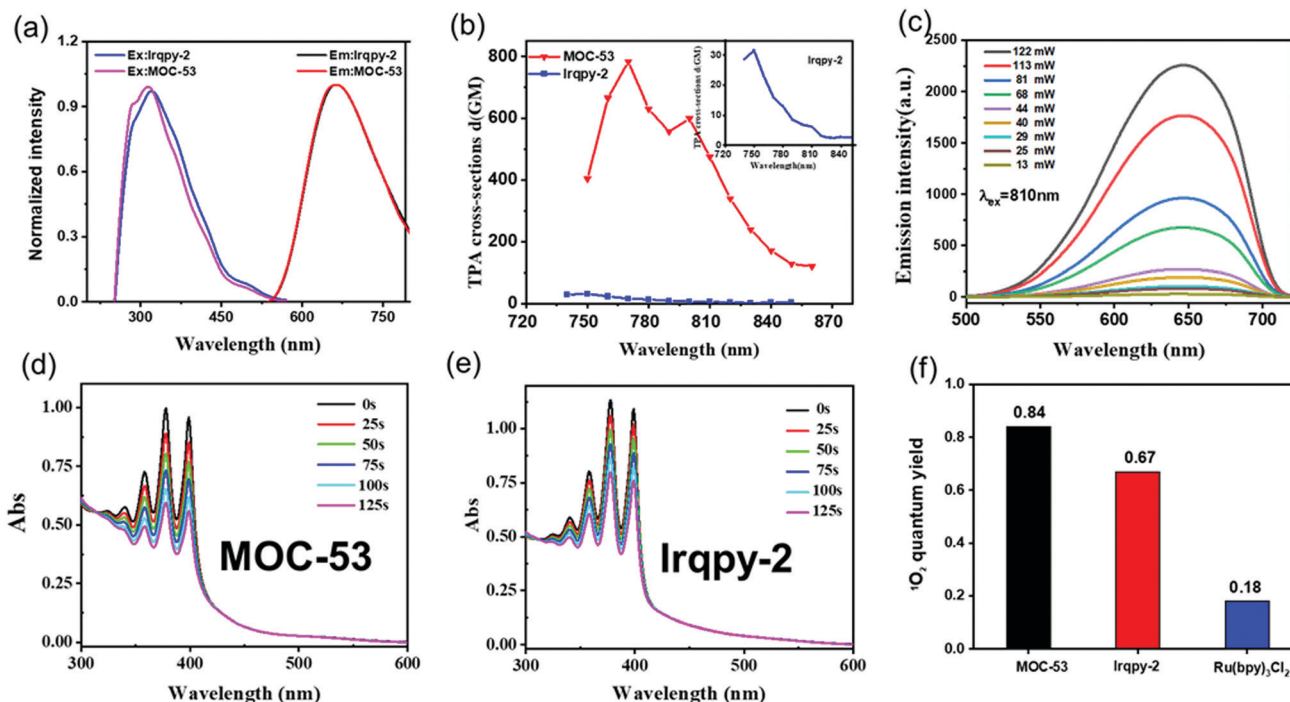 (a)
Ex:Irqpy-2
Ex:MOC-53
Em:Irqpy-2
Em:MOC-53
Normalized intensity
1.2
0.9
0.6
0.3
0.0
300
450
600
750
Wavelength (nm)
(b)
MOC-53
Irqpy-2
TPA cross-sections d(GM)
800
600
400
200
0
720
750
780
810
840
870
Wavelength (nm)
Irqpy-2
TPA cross-sections d(GM)
30
20
10
0
720
750
780
810
840
Wavelength(nm)
(c)
122 mW
113 mW
81 mW
68 mW
44 mW
40 mW
29 mW
25 mW
13 mW
λex=810nm
Emission intensity(a.u.)
2500
2250
2000
1750
1500
1250
1000
750
500
250
0
500
550
600
650
700
Wavelength (nm)
(d)
0s
25s
50s
75s
100s
125s
MOC-53
Abs
1.00
0.75
0.50
0.25
0.00
300
400
500
600
Wavelength (nm)
(e)
0s
25s
50s
75s
100s
125s
Irqpy-2
Abs
1.00
0.75
0.50
0.25
0.00
300
400
500
600
Wavelength (nm)
(f)
¹O₂ quantum yield
1.0
0.8
0.6
0.4
0.2
0.0
0.84
0.67
0.18
MOC-53
Irqpy-2
Ru(bpy)₃Cl₂